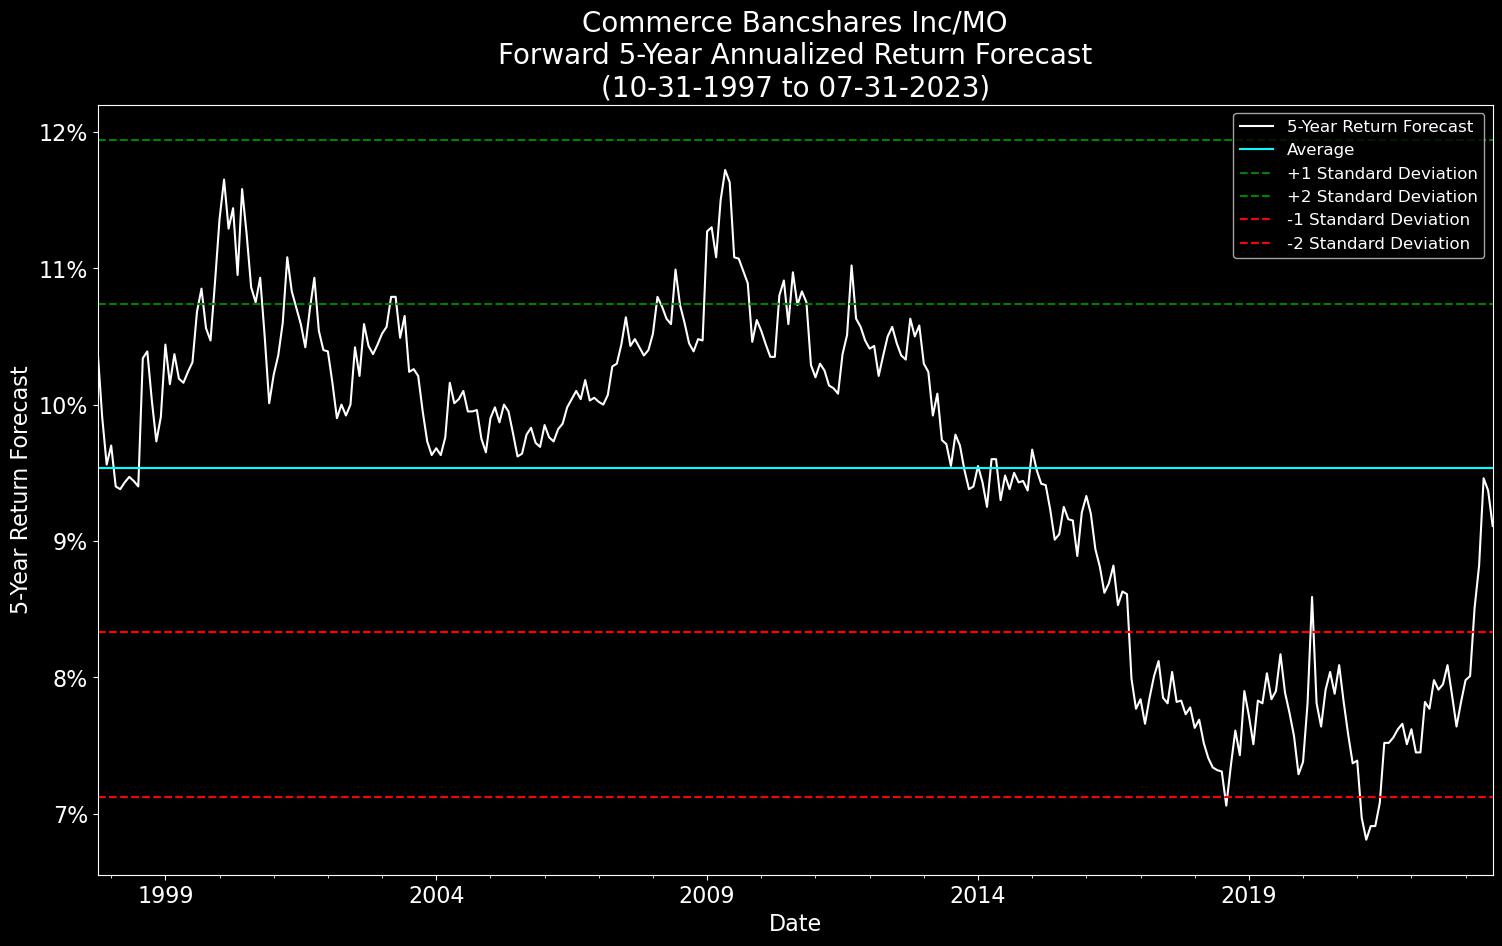 Commerce Bancshares Inc/MO
Forward 5-Year Annualized Return Forecast
(10-31-1997 to 07-31-2023)
5-Year Return Forecast
Average
+1 Standard Deviation
+2 Standard Deviation
-1 Standard Deviation
-2 Standard Deviation
12%
11%
10%
9%
8%
7%
5-Year Return Forecast
1999 2004 2009 2014 2019
Date